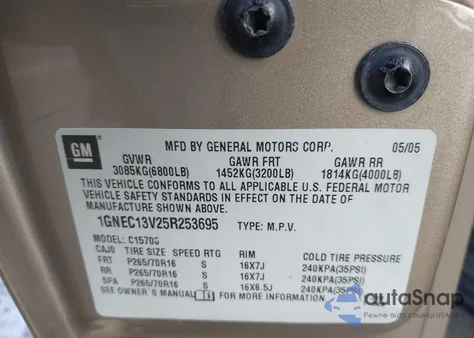 GM
MFD BY GENERAL MOTORS CORP. 05/05
GVWR GAWR FRT GAWR RR
3085KG(6800LB) 1452KG(3200LB) 1814KG(4000LB)
THIS VEHICLE CONFORMS TO ALL APPLICABLE U.S. FEDERAL MOTOR
VEHICLE SAFETY STANDARDS IN EFFECT ON THE DATE OF
MANUFACTURE SHOWN ABOVE.
1GNEC13V25R253695 TYPE: M.P.V.
MODEL: C15706
CAJ0 TIRE SIZE SPEED RTG RIM COLD TIRE PRESSURE
FRT P265/70R16 S 16X7J 240KPA(35PSI)
RR P265/70R16 S 16X7J 240KPA(35PSI)
SPA P265/70R16 S 16X6.5J 240KPA(35PSI)
SEE OWNER'S MANUAL FOR MORE INFORMATION
autoSnap
Pewne auto z USA